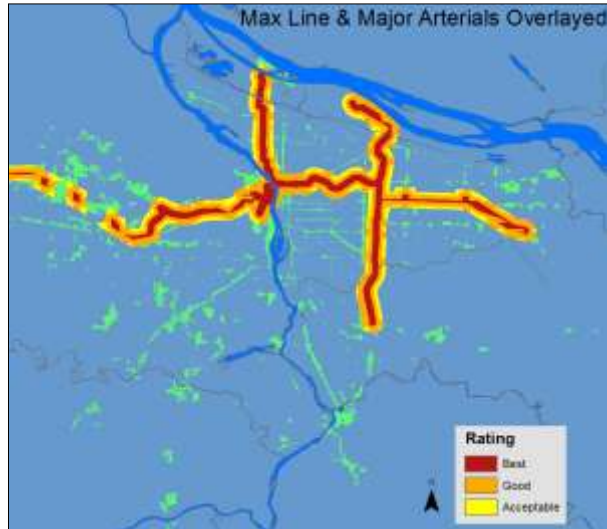 Max Line & Major Arterials Overlayed
Rating
Best
Good
Acceptable